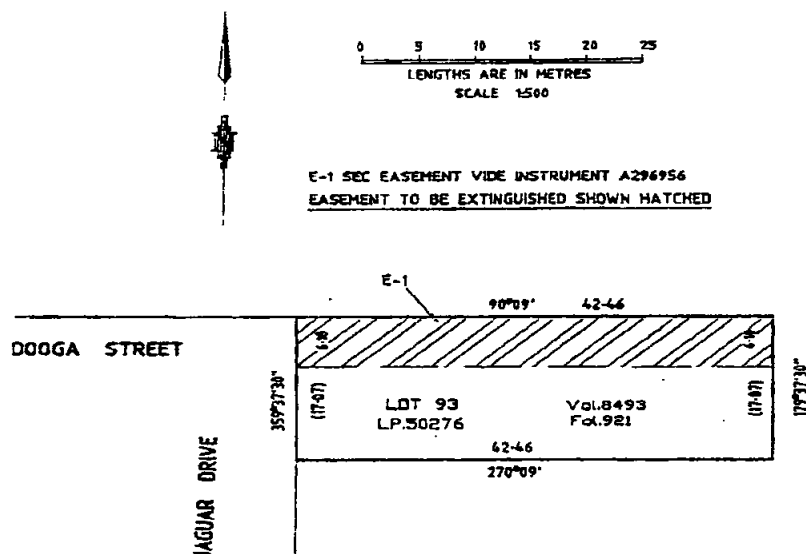 0 5 10 15 20 25
LENGTHS ARE IN METRES
SCALE 1:500
E-1 SEC EASEMENT VIDE INSTRUMENT A296956
EASEMENT TO BE EXTINGUISHED SHOWN HATCHED
E-1
90°09' 42-46
DOOGA STREET
359°37'30"
(17-07)
LOT 93
LP.50276
Vol.8493
Fol.921
(17-07)
179°37'30"
42-46
270°09'
JAGUAR DRIVE